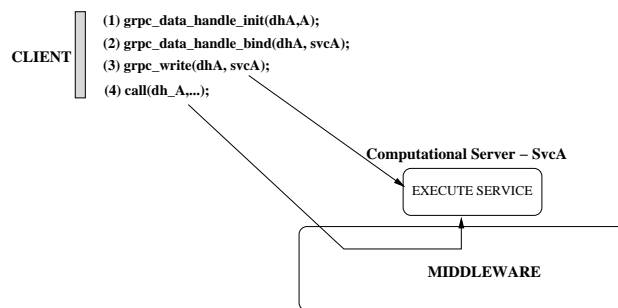 (1) grpc_data_handle_init(dhA,A);
(2) grpc_data_handle_bind(dhA, svcA);
CLIENT
(3) grpc_write(dhA, svcA);
(4) call(dh_A,...);
Computational Server − SvcA
EXECUTE SERVICE
MIDDLEWARE